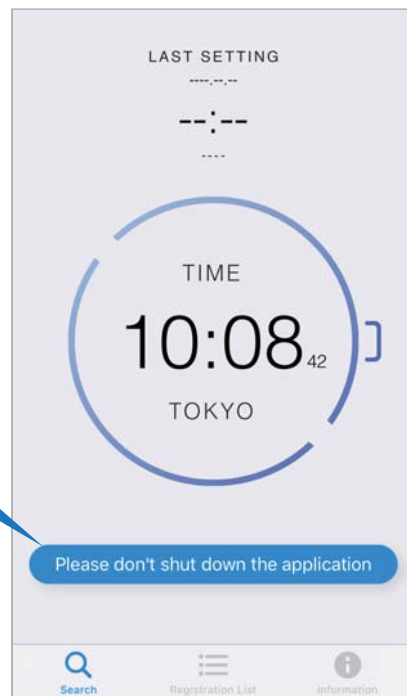 LAST SETTING
----.--.--
--:--
----
TIME
10:08 42
TOKYO
Please don't shut down the application
Search
Registration List
Information